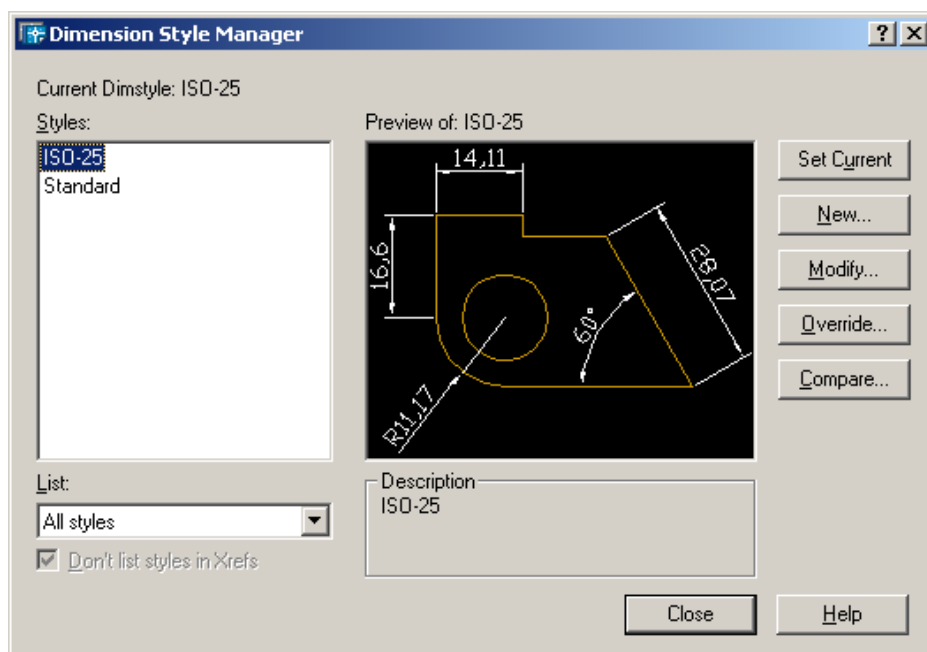 Dimension Style Manager
Current Dimstyle: ISO-25
Styles:
ISO-25
Standard
Preview of: ISO-25
14,11
16,6
28,07
60°
R11,17
Set Current
New...
Modify...
Override...
Compare...
List:
All styles
Don't list styles in Xrefs
Description
ISO-25
Close
Help